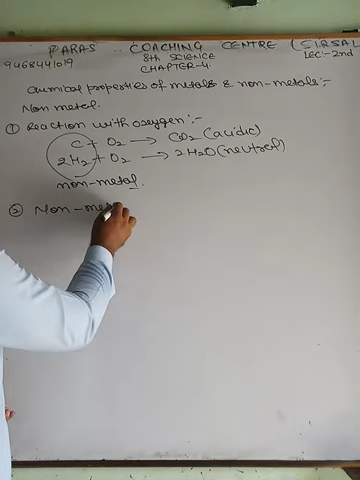 PARAS COACHING CENTRE (SIRSA)
9468441019 8th SCIENCE LEC:-2nd
CHAPTER-4.
Chemical properties of metals & non-metals:-
Non metal.
① Reaction with oxygen:-
C + O2 → CO2 (acidic)
2H2 + O2 → 2H2O (neutral)
non-metal.
② Non-met